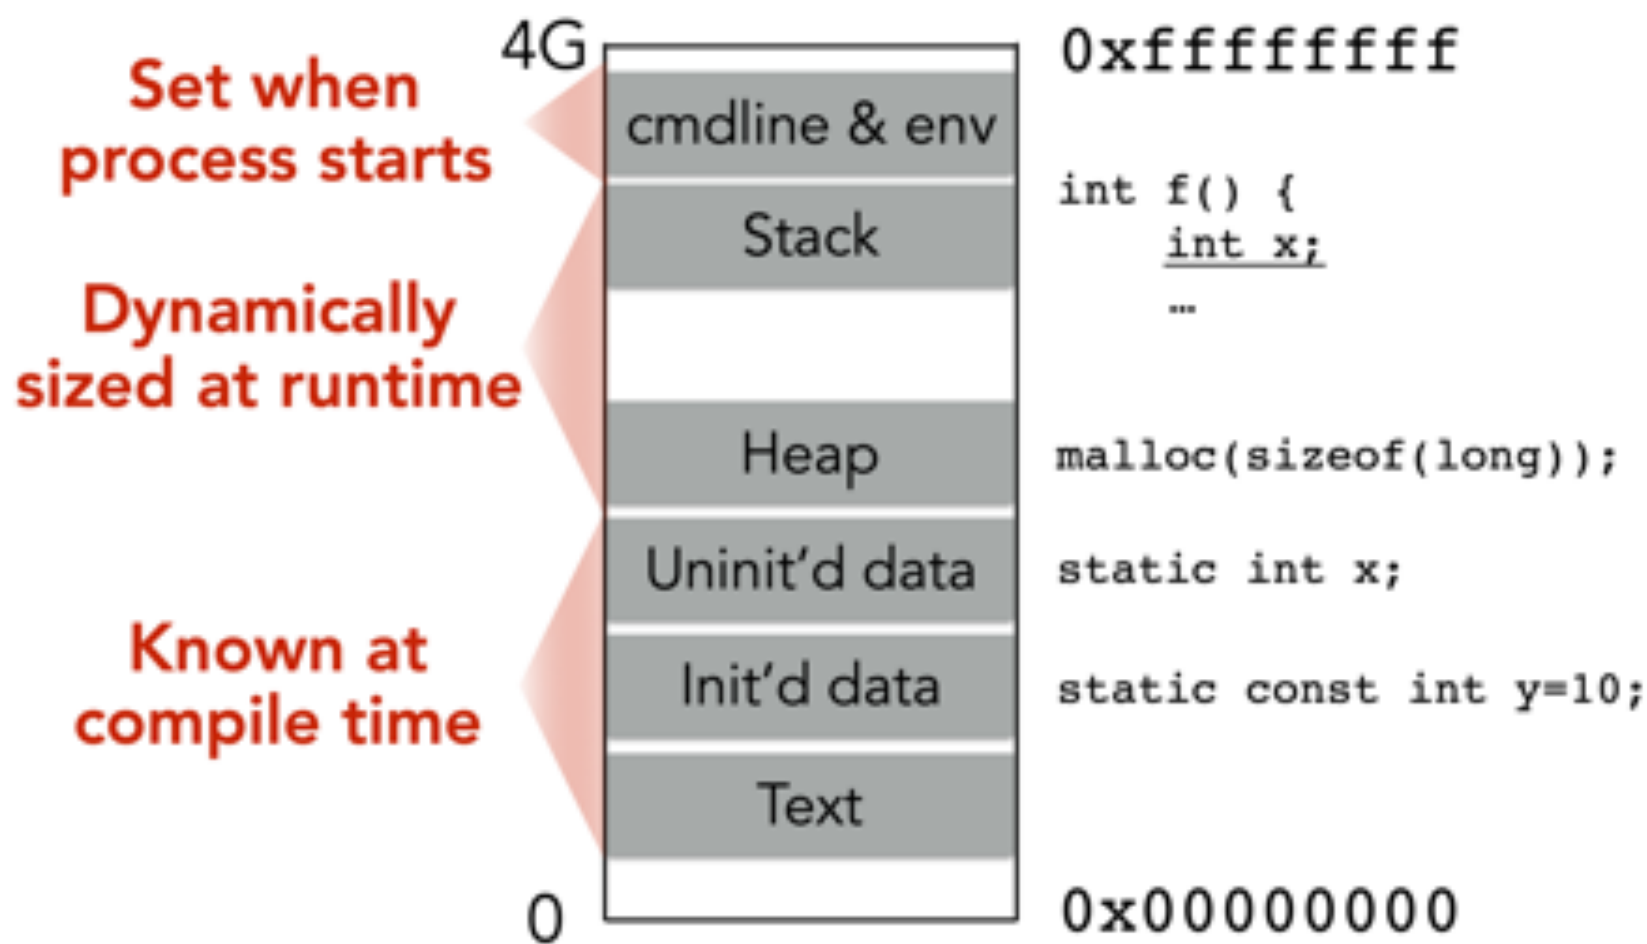 4G
0xffffffff
Set when
process starts
cmdline & env
int f() {
int x;
…
Stack
Dynamically
sized at runtime
Heap
malloc(sizeof(long));
Uninit’d data
static int x;
Known at
compile time
Init’d data
static const int y=10;
Text
0
0x00000000